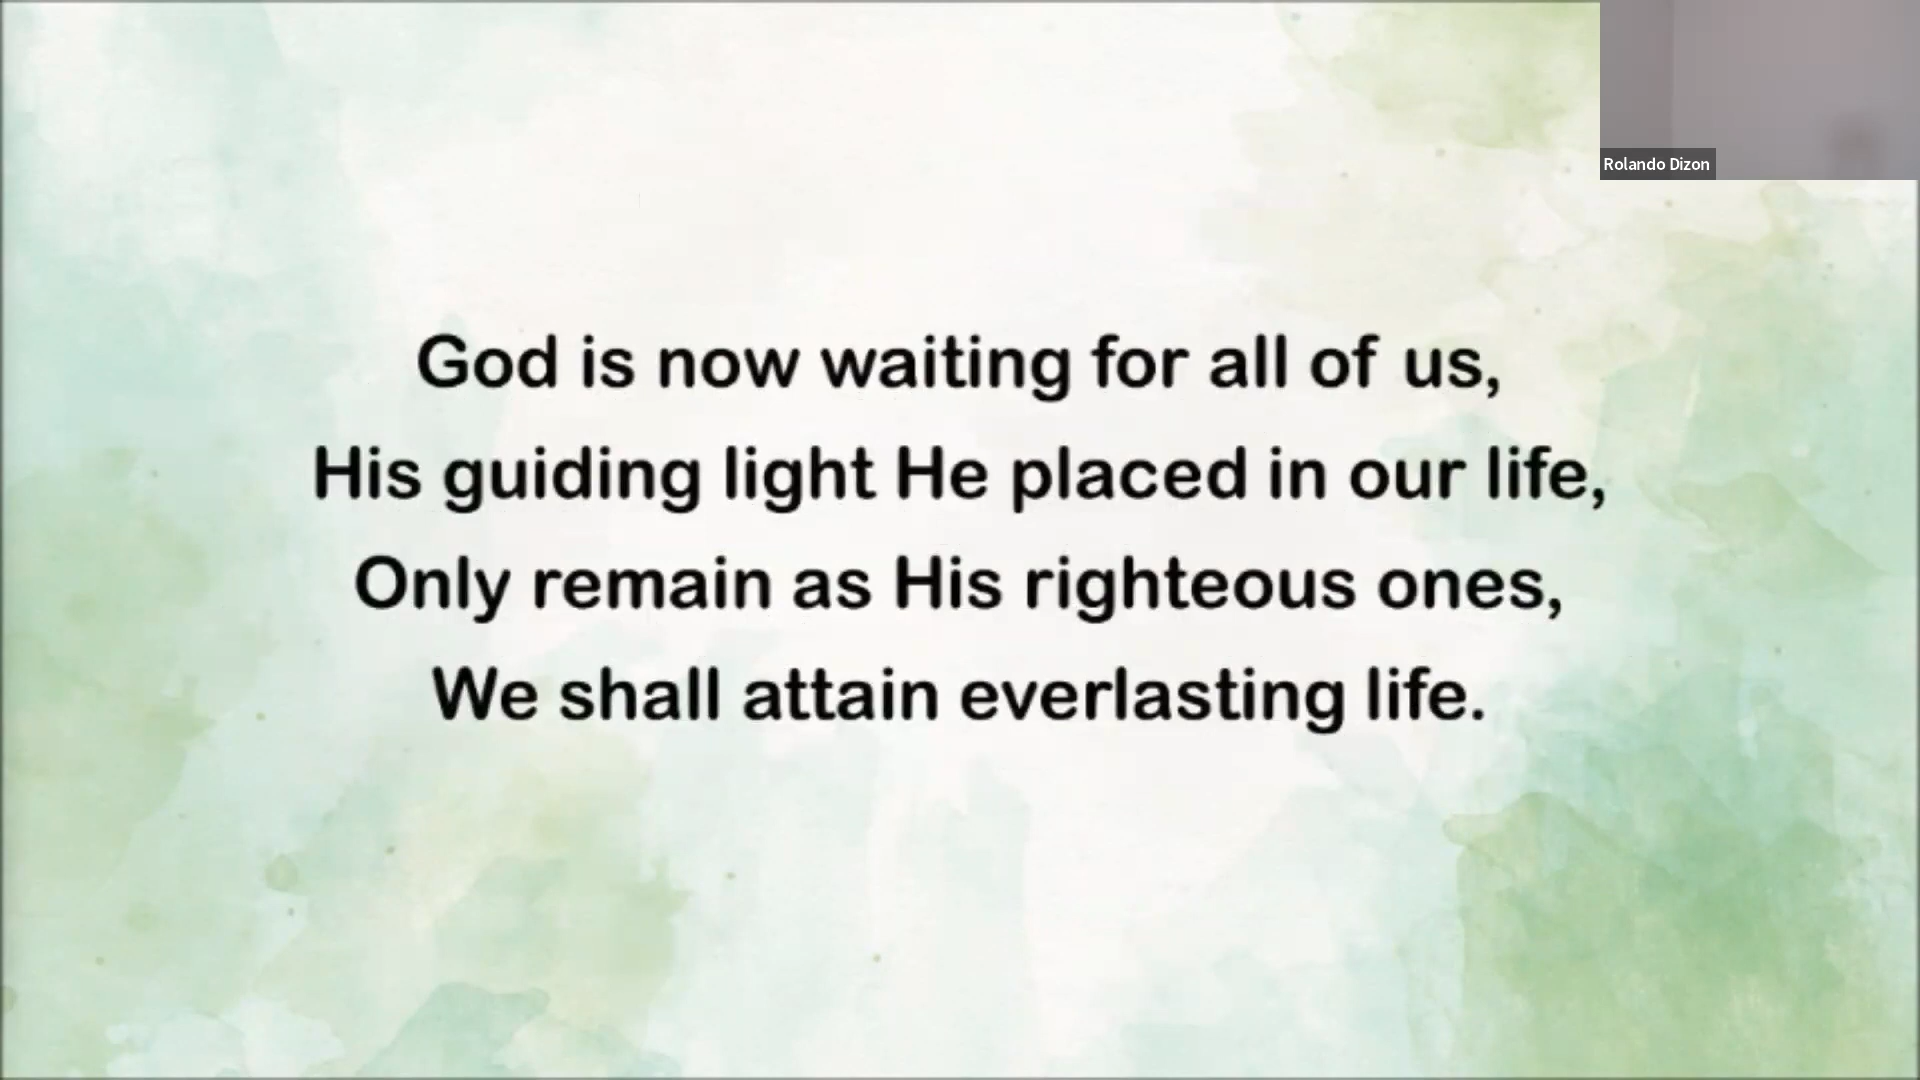 Rolando Dizon
God is now waiting for all of us,
His guiding light He placed in our life,
Only remain as His righteous ones,
We shall attain everlasting life.